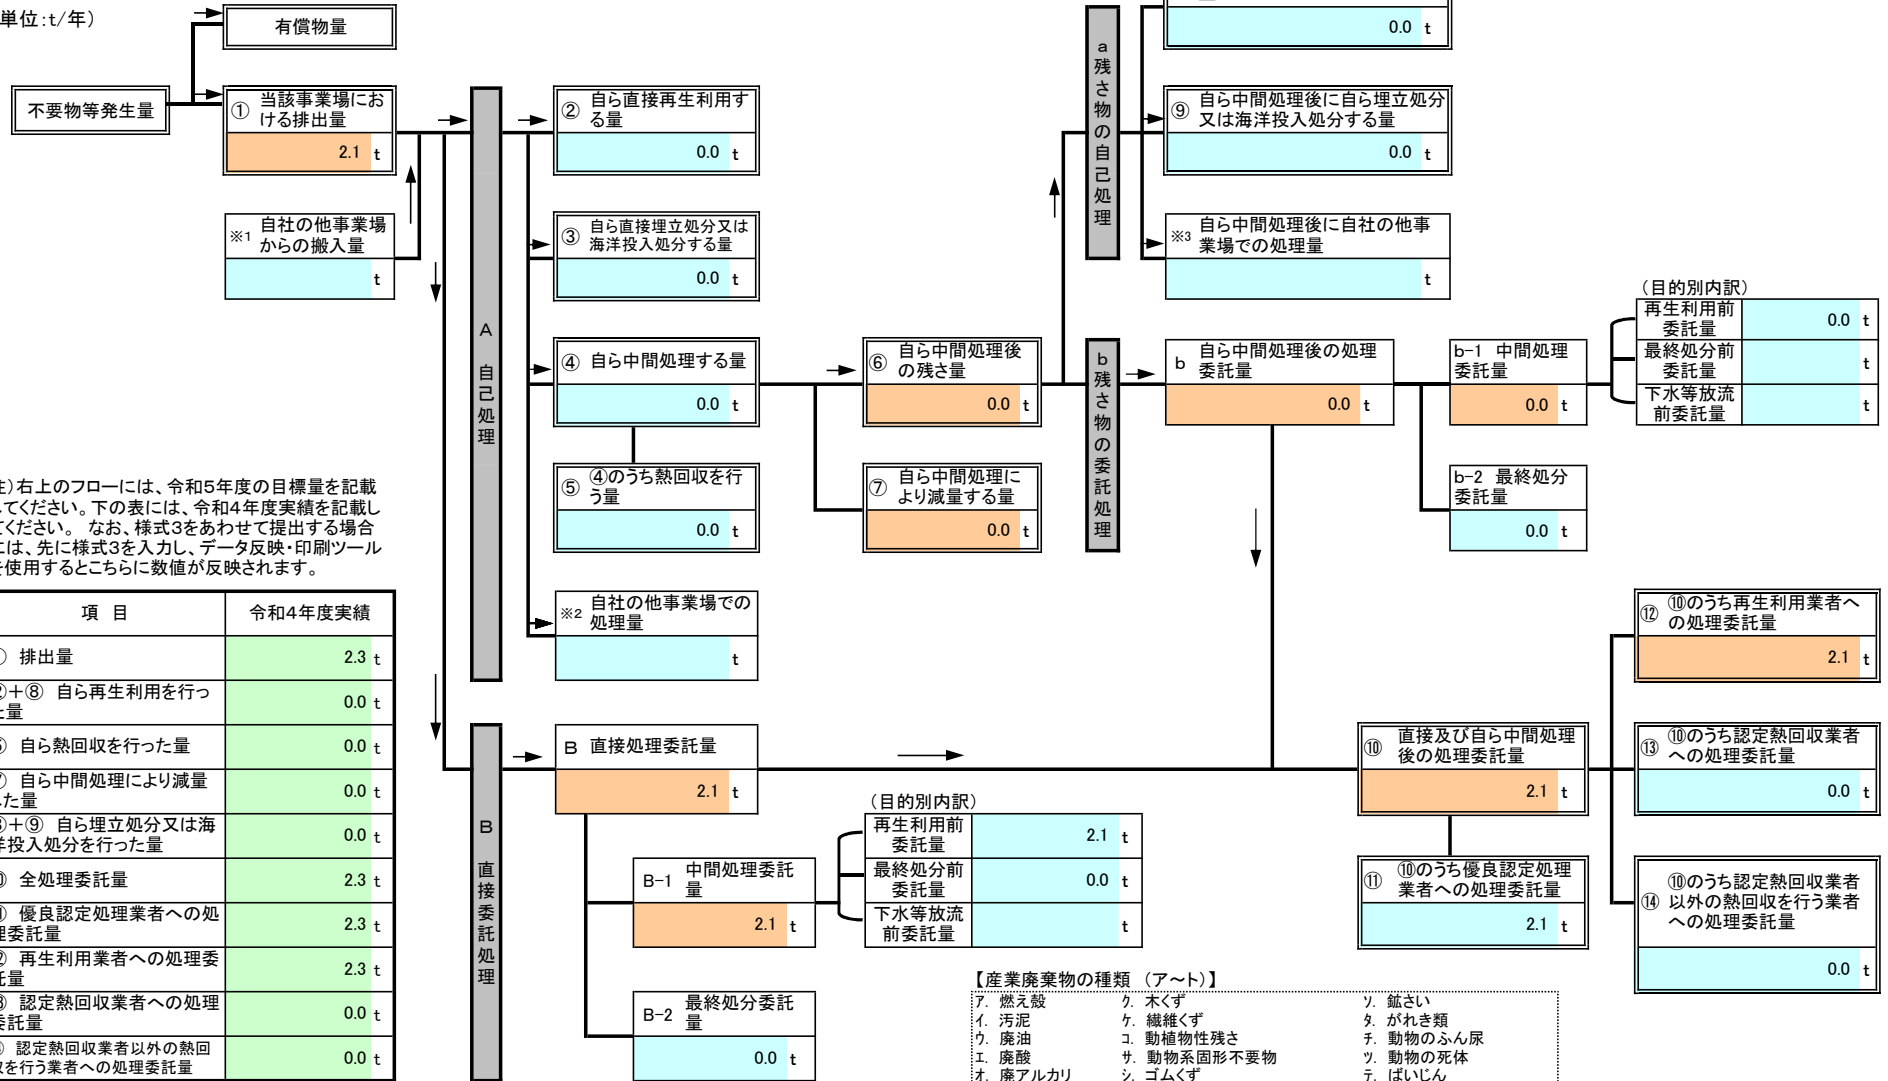 単位:t/年）
有償物量
不要物等発生量
① 当該事業場にお
ける排出量
2.1 t
※1 自社の他事業場
からの搬入量
t
A 自己処理
② 自ら直接再生利用す
る量
0.0 t
③ 自ら直接埋立処分又は
海洋投入処分する量
0.0 t
④ 自ら中間処理する量
0.0 t
⑤ ④のうち熱回収を行
う量
0.0 t
※2 自社の他事業場での
処理量
t
⑥ 自ら中間処理後
の残さ量
0.0 t
⑦ 自ら中間処理に
より減量する量
0.0 t
a残さ物の自己処理
0.0 t
⑨ 自ら中間処理後に自ら埋立処分
又は海洋投入処分する量
0.0 t
※3 自ら中間処理後に自社の他事
業場での処理量
t
b残さ物の委託処理
b 自ら中間処理後の処理
委託量
0.0 t
b-1 中間処理
委託量
0.0 t
b-2 最終処分
委託量
0.0 t
（目的別内訳）
再生利用前
委託量
0.0 t
最終処分前
委託量
t
下水等放流
前委託量
t
注）右上のフローには、令和5年度の目標量を記載
してください。下の表には、令和4年度実績を記載し
てください。 なお、様式3をあわせて提出する場合
には、先に様式3を入力し、データ反映・印刷ツール
を使用するとこちらに数値が反映されます。
項 目 令和4年度実績
① 排出量 2.3 t
②＋⑧ 自ら再生利用を行っ
た量 0.0 t
⑤ 自ら熱回収を行った量 0.0 t
⑦ 自ら中間処理により減量
した量 0.0 t
③＋⑨ 自ら埋立処分又は海
洋投入処分を行った量 0.0 t
⑩ 全処理委託量 2.3 t
⑪ 優良認定処理業者への処
理委託量 2.3 t
⑫ 再生利用業者への処理委
託量 2.3 t
⑬ 認定熱回収業者への処理
委託量 0.0 t
⑭ 認定熱回収業者以外の熱回
収を行う業者への処理委託量 0.0 t
B 直接委託処理
B 直接処理委託量
2.1 t
B-1 中間処理委託
量
2.1 t
B-2 最終処分委託
量
0.0 t
（目的別内訳）
再生利用前
委託量
2.1 t
最終処分前
委託量
0.0 t
下水等放流
前委託量
t
⑩ 直接及び自ら中間処理
後の処理委託量
2.1 t
⑪ ⑩のうち優良認定処理
業者への処理委託量
2.1 t
⑫ ⑩のうち再生利用業者へ
の処理委託量
2.1 t
⑬ ⑩のうち認定熱回収業者
への処理委託量
0.0 t
⑭ ⑩のうち認定熱回収業者
以外の熱回収を行う業者
への処理委託量
0.0 t
【産業廃棄物の種類 （ア～ト）】
ア. 燃え殻 ク. 木くず ソ. 鉱さい
イ. 汚泥 ケ. 繊維くず タ. がれき類
ウ. 廃油 コ. 動植物性残さ チ. 動物のふん尿
エ. 廃酸 サ. 動物系固形不要物 ツ. 動物の死体
オ. 廃アルカリ シ. ゴムくず テ. ばいじん